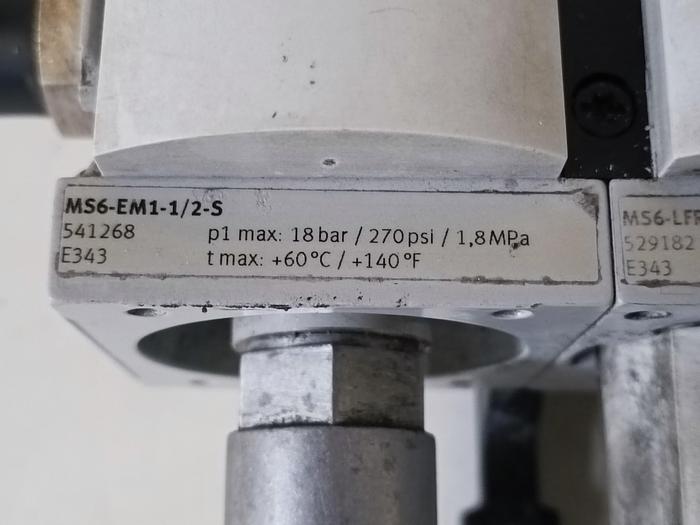 MS6-EM1-1/2-S
541268
p1 max: 18 bar / 270 psi / 1,8 MPa
E343
t max: +60 °C / +140 °F
MS6-LFR
529182
E343